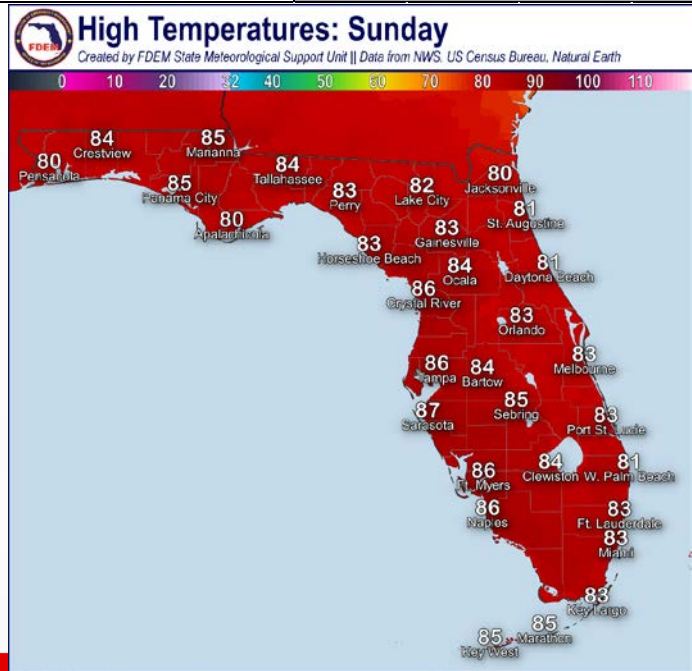 FDEM
High Temperatures: Sunday
Created by FDEM State Meteorological Support Unit || Data from NWS, US Census Bureau, Natural Earth
0 10 20 32 40 50 60 70 80 90 100 110
84
Crestview
85
Marianna
80
Pensacola
84
Tallahassee
80
Jacksonville
85
Panama City
83
Perry
82
Lake City
81
St. Augustine
80
Apalachicola
83
Gainesville
83
Horseshoe Beach
84
Ocala
81
Daytona Beach
86
Crystal River
83
Orlando
83
Melbourne
86
Tampa
84
Bartow
87
Sarasota
85
Sebring
83
Port St. Lucie
86
Ft. Myers
84
Clewiston
81
W. Palm Beach
86
Naples
83
Ft. Lauderdale
83
Miami
83
Key Largo
85
Marathon
85
Key West